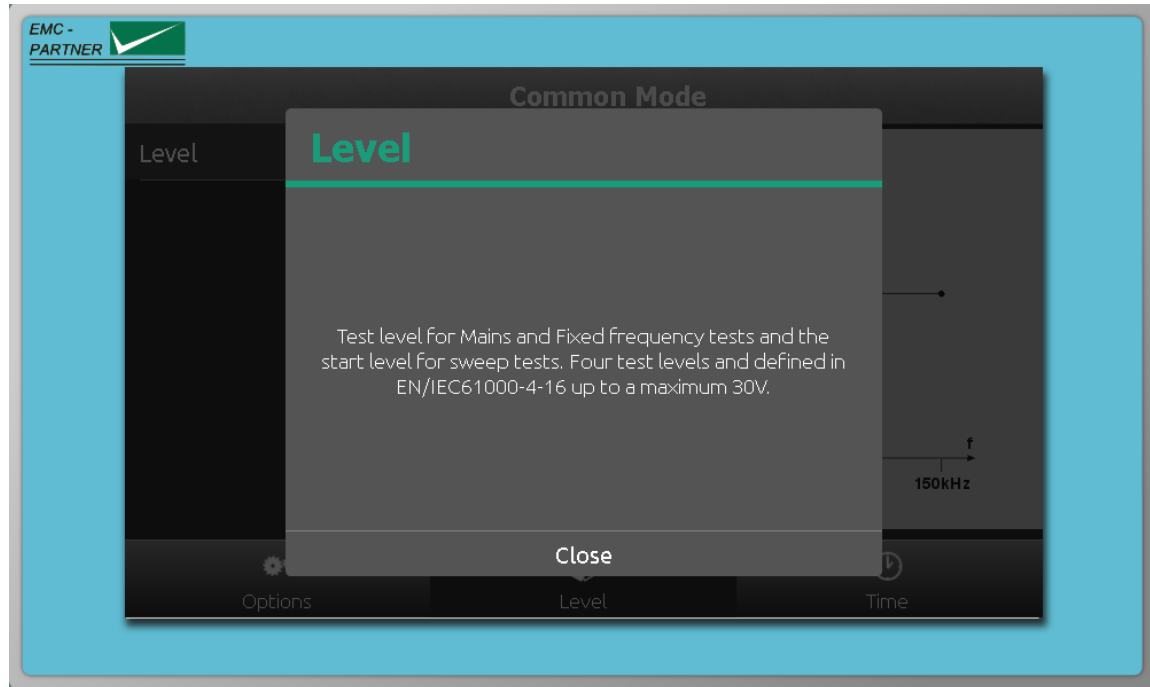 EMC -
PARTNER
Common Mode
Level
Level
Test level for Mains and Fixed frequency tests and the
start level for sweep tests. Four test levels and defined in
EN/IEC61000-4-16 up to a maximum 30V.
f
150kHz
Close
Options
Level
Time